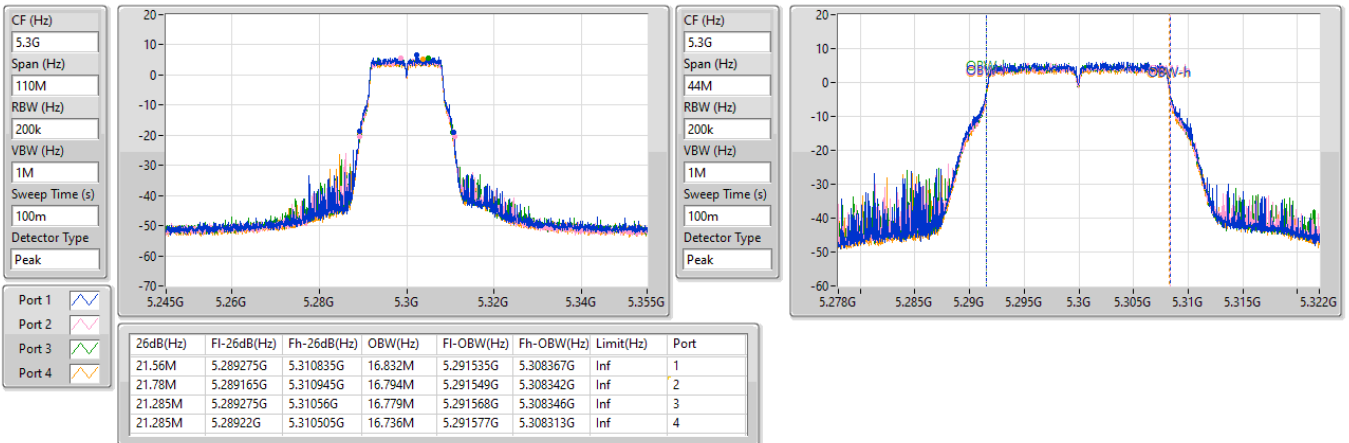 CF (Hz)
5.3G
Span (Hz)
110M
RBW (Hz)
200k
VBW (Hz)
1M
Sweep Time (s)
100m
Detector Type
Peak
20
10
0
-10
-20
-30
-40
-50
-60
-70
5.245G 5.26G 5.28G 5.3G 5.32G 5.34G 5.355G
CF (Hz)
5.3G
Span (Hz)
44M
RBW (Hz)
200k
VBW (Hz)
1M
Sweep Time (s)
100m
Detector Type
Peak
20
10
0
-10
-20
-30
-40
-50
-60
OBW-h
5.278G 5.285G 5.29G 5.295G 5.3G 5.305G 5.31G 5.315G 5.322G
Port 1
Port 2
Port 3
Port 4
26dB(Hz) Fl-26dB(Hz) Fh-26dB(Hz) OBW(Hz) Fl-OBW(Hz) Fh-OBW(Hz) Limit(Hz) Port
21.56M 5.289275G 5.310835G 16.832M 5.291535G 5.308367G Inf 1
21.78M 5.289165G 5.310945G 16.794M 5.291549G 5.308342G Inf 2
21.285M 5.289275G 5.31056G 16.779M 5.291568G 5.308346G Inf 3
21.285M 5.28922G 5.310505G 16.736M 5.291577G 5.308313G Inf 4